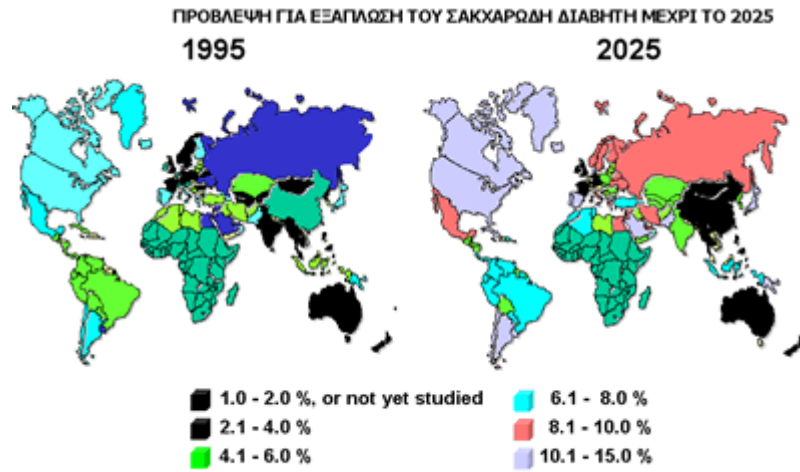 ΠΡΟΒΛΕΨΗ ΓΙΑ ΕΞΑΠΛΩΣΗ ΤΟΥ ΣΑΚΧΑΡΩΔΗ ΔΙΑΒΗΤΗ ΜΕΧΡΙ ΤΟ 2025
1995 2025
1.0 - 2.0 %, or not yet studied 6.1 - 8.0 %
2.1 - 4.0 % 8.1 - 10.0 %
4.1 - 6.0 % 10.1 - 15.0 %